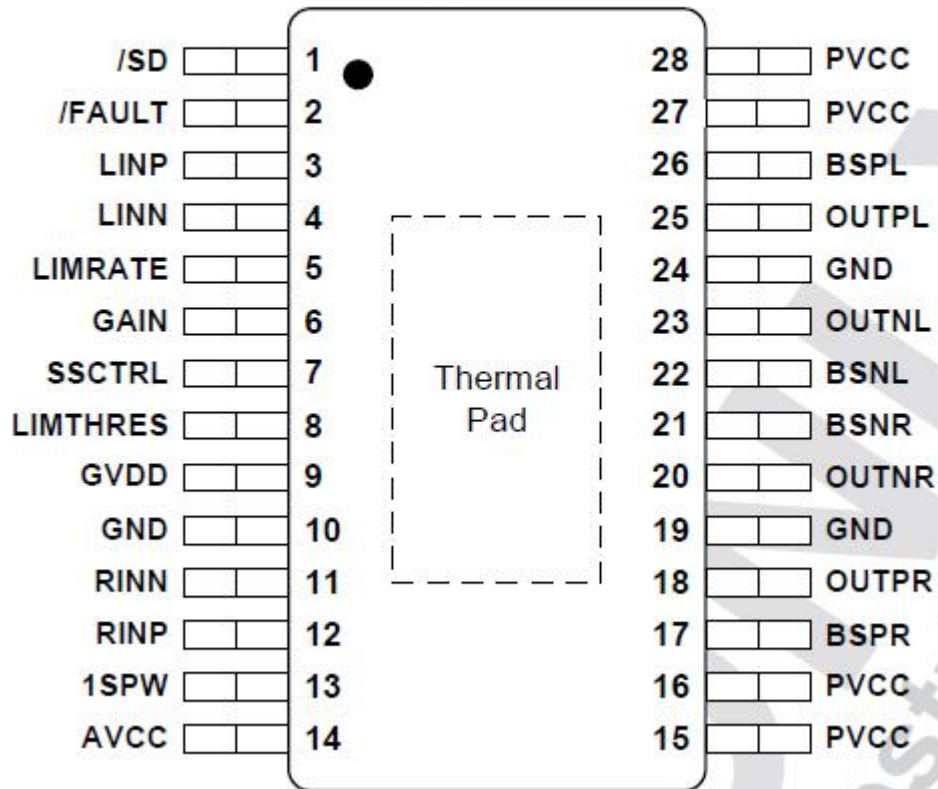 /SD 1 28 PVCC
/FAULT 2 27 PVCC
LINP 3 26 BSPL
LINN 4 25 OUTPL
LIMRATE 5 24 GND
GAIN 6 23 OUTNL
SSCTRL 7 22 BSNL
Thermal
Pad
LIMTHRES 8 21 BSNR
GVDD 9 20 OUTNR
GND 10 19 GND
RINN 11 18 OUTPR
RINP 12 17 BSPR
1SPW 13 16 PVCC
AVCC 14 15 PVCC